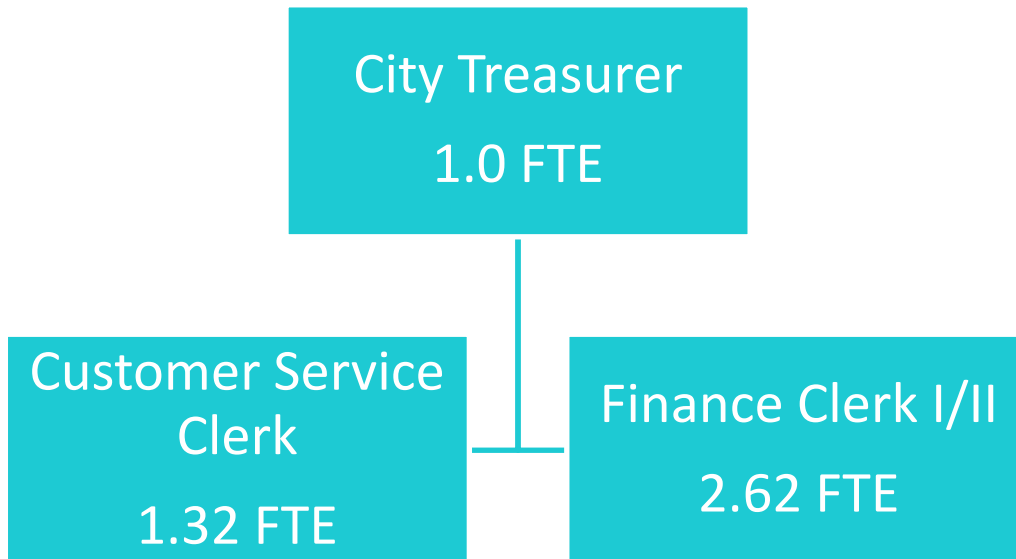 City Treasurer
1.0 FTE
Customer Service
Clerk
1.32 FTE
Finance Clerk I/II
2.62 FTE